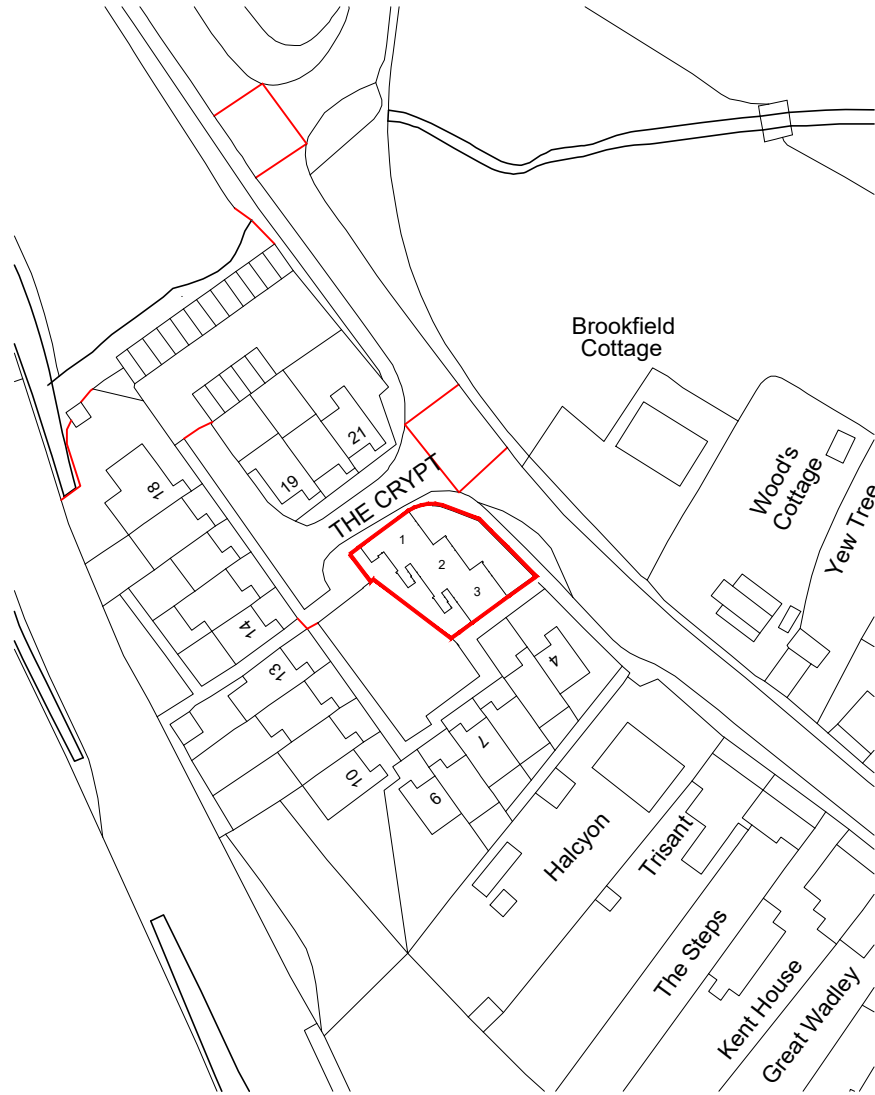 Brookfield
Cottage
Wood's
Cottage
Yew Tree
21
19
18
THE CRYPT
1
2
3
14
13
4
7
10
9
Halcyon
Trisant
The Steps
Kent House
Great Wadley